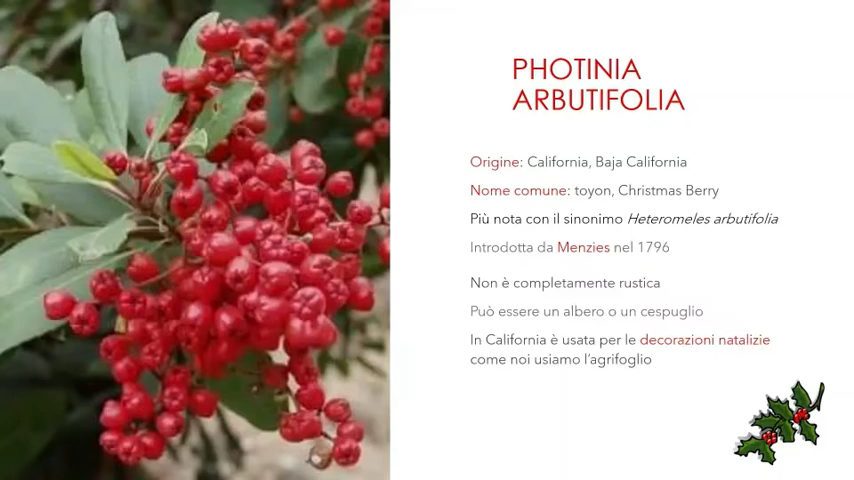 PHOTINIA
ARBUTIFOLIA
Origine: California, Baja California
Nome comune: toyon, Christmas Berry
Più nota con il sinonimo Heteromeles arbutifolia
Introdotta da Menzies nel 1796
Non è completamente rustica
Può essere un albero o un cespuglio
In California è usata per le decorazioni natalizie
come noi usiamo l'agrifoglio